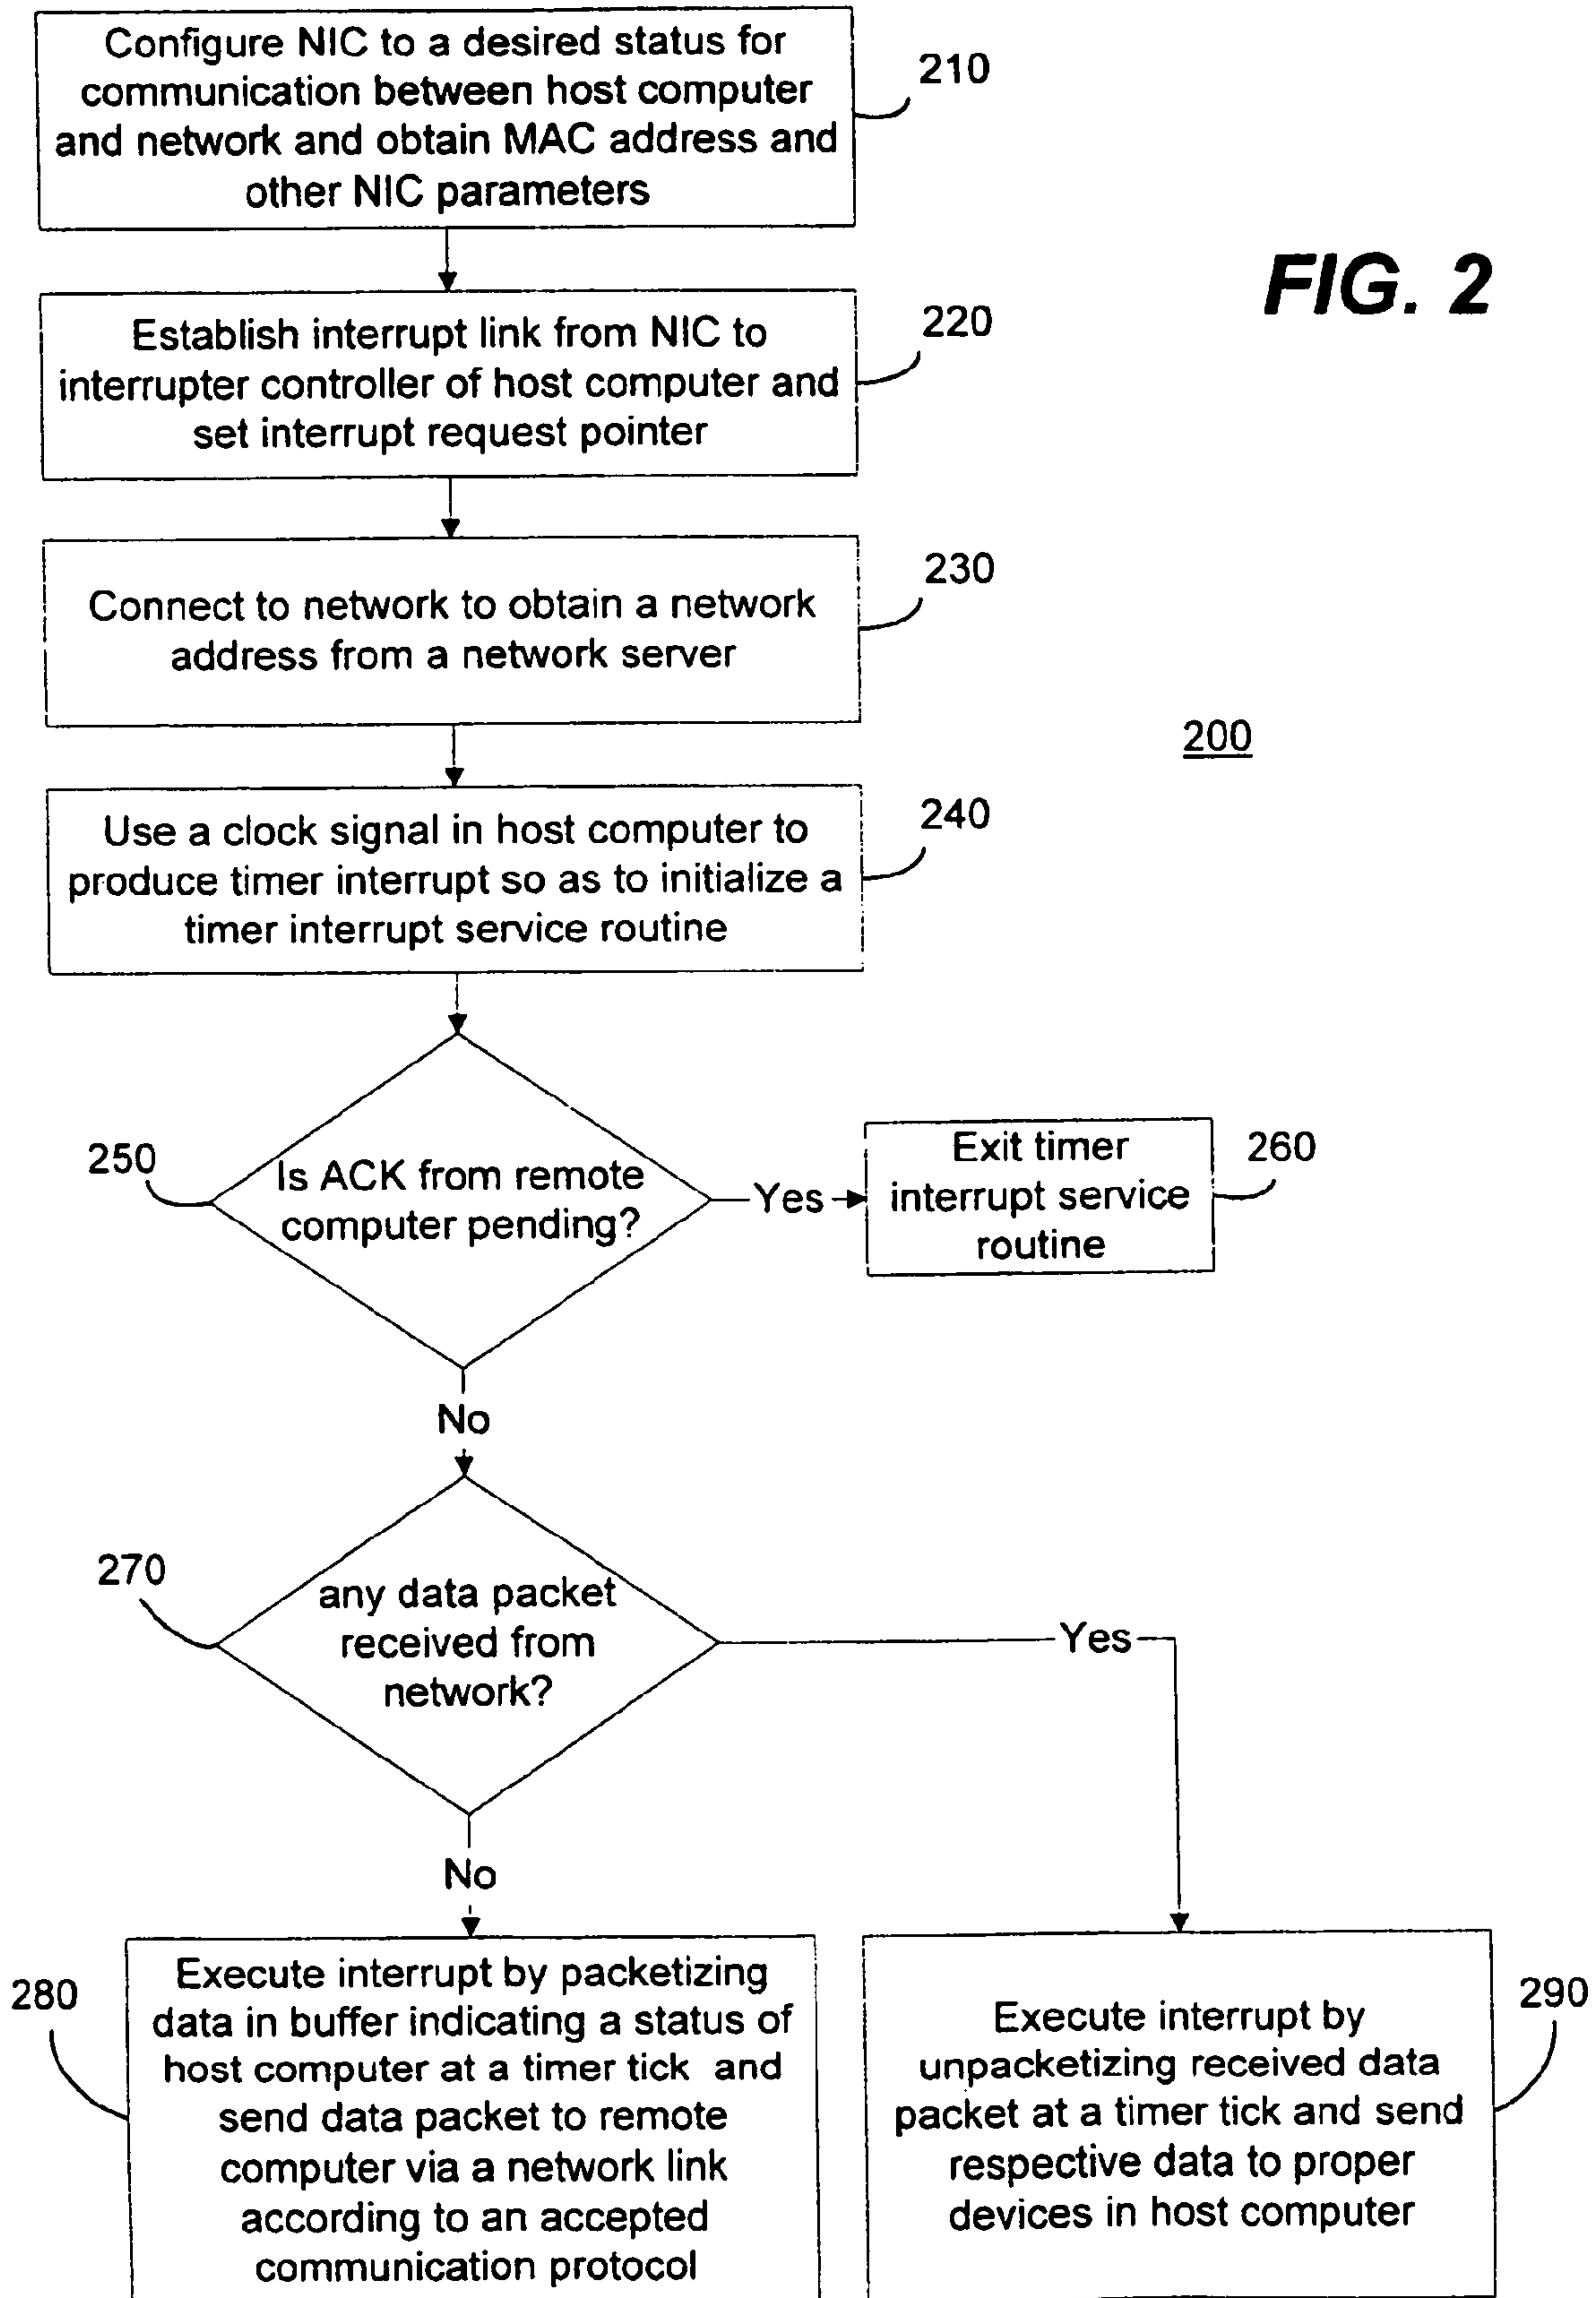 Configure NIC to a desired status for
communication between host computer
and network and obtain MAC address and
other NIC parameters
210
FIG. 2
Establish interrupt link from NIC to
interrupter controller of host computer and
set interrupt request pointer
220
Connect to network to obtain a network
address from a network server
230
200
Use a clock signal in host computer to
produce timer interrupt so as to initialize a
timer interrupt service routine
240
250
Is ACK from remote
computer pending?
Yes
Exit timer
interrupt service
routine
260
No
270
any data packet
received from
network?
Yes
No
280
Execute interrupt by packetizing
data in buffer indicating a status of
host computer at a timer tick and
send data packet to remote
computer via a network link
according to an accepted
communication protocol
Execute interrupt by
unpacketizing received data
packet at a timer tick and send
respective data to proper
devices in host computer
290